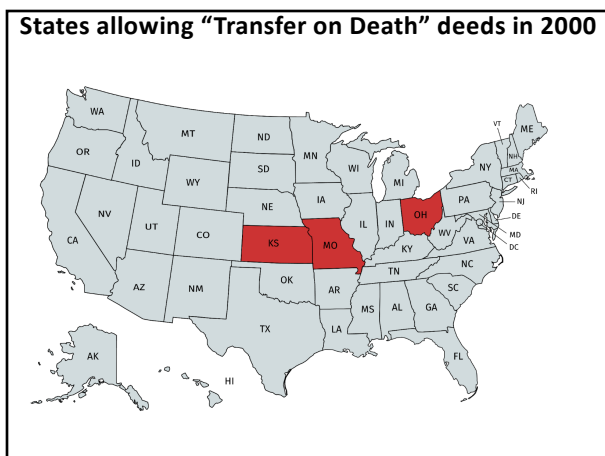 States allowing “Transfer on Death” deeds in 2000
WA
MT
ND
MN
ME
VT
NH
OR
ID
SD
WI
NY
MA
CT
RI
WY
MI
IA
PA
NJ
NE
NV
OH
DE
IL
IN
UT
MD
CO
WV
CA
KS
MO
VA
DC
KY
NC
TN
OK
AZ
NM
AR
SC
MS
AL
GA
TX
LA
AK
FL
HI